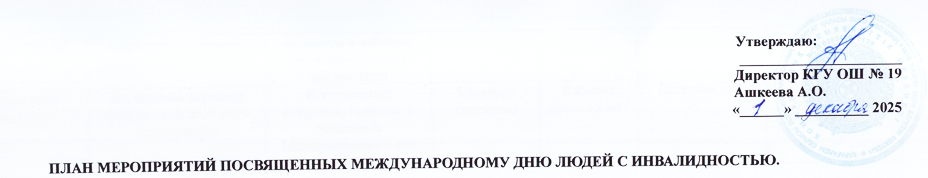 Утверждаю:
Директор КГУ ОШ № 19
Ашкеева А.О.
«1» декабря 2025
ПЛАН МЕРОПРИЯТИЙ ПОСВЯЩЕННЫХ МЕЖДУНАРОДНОМУ ДНЮ ЛЮДЕЙ С ИНВАЛИДНОСТЬЮ.